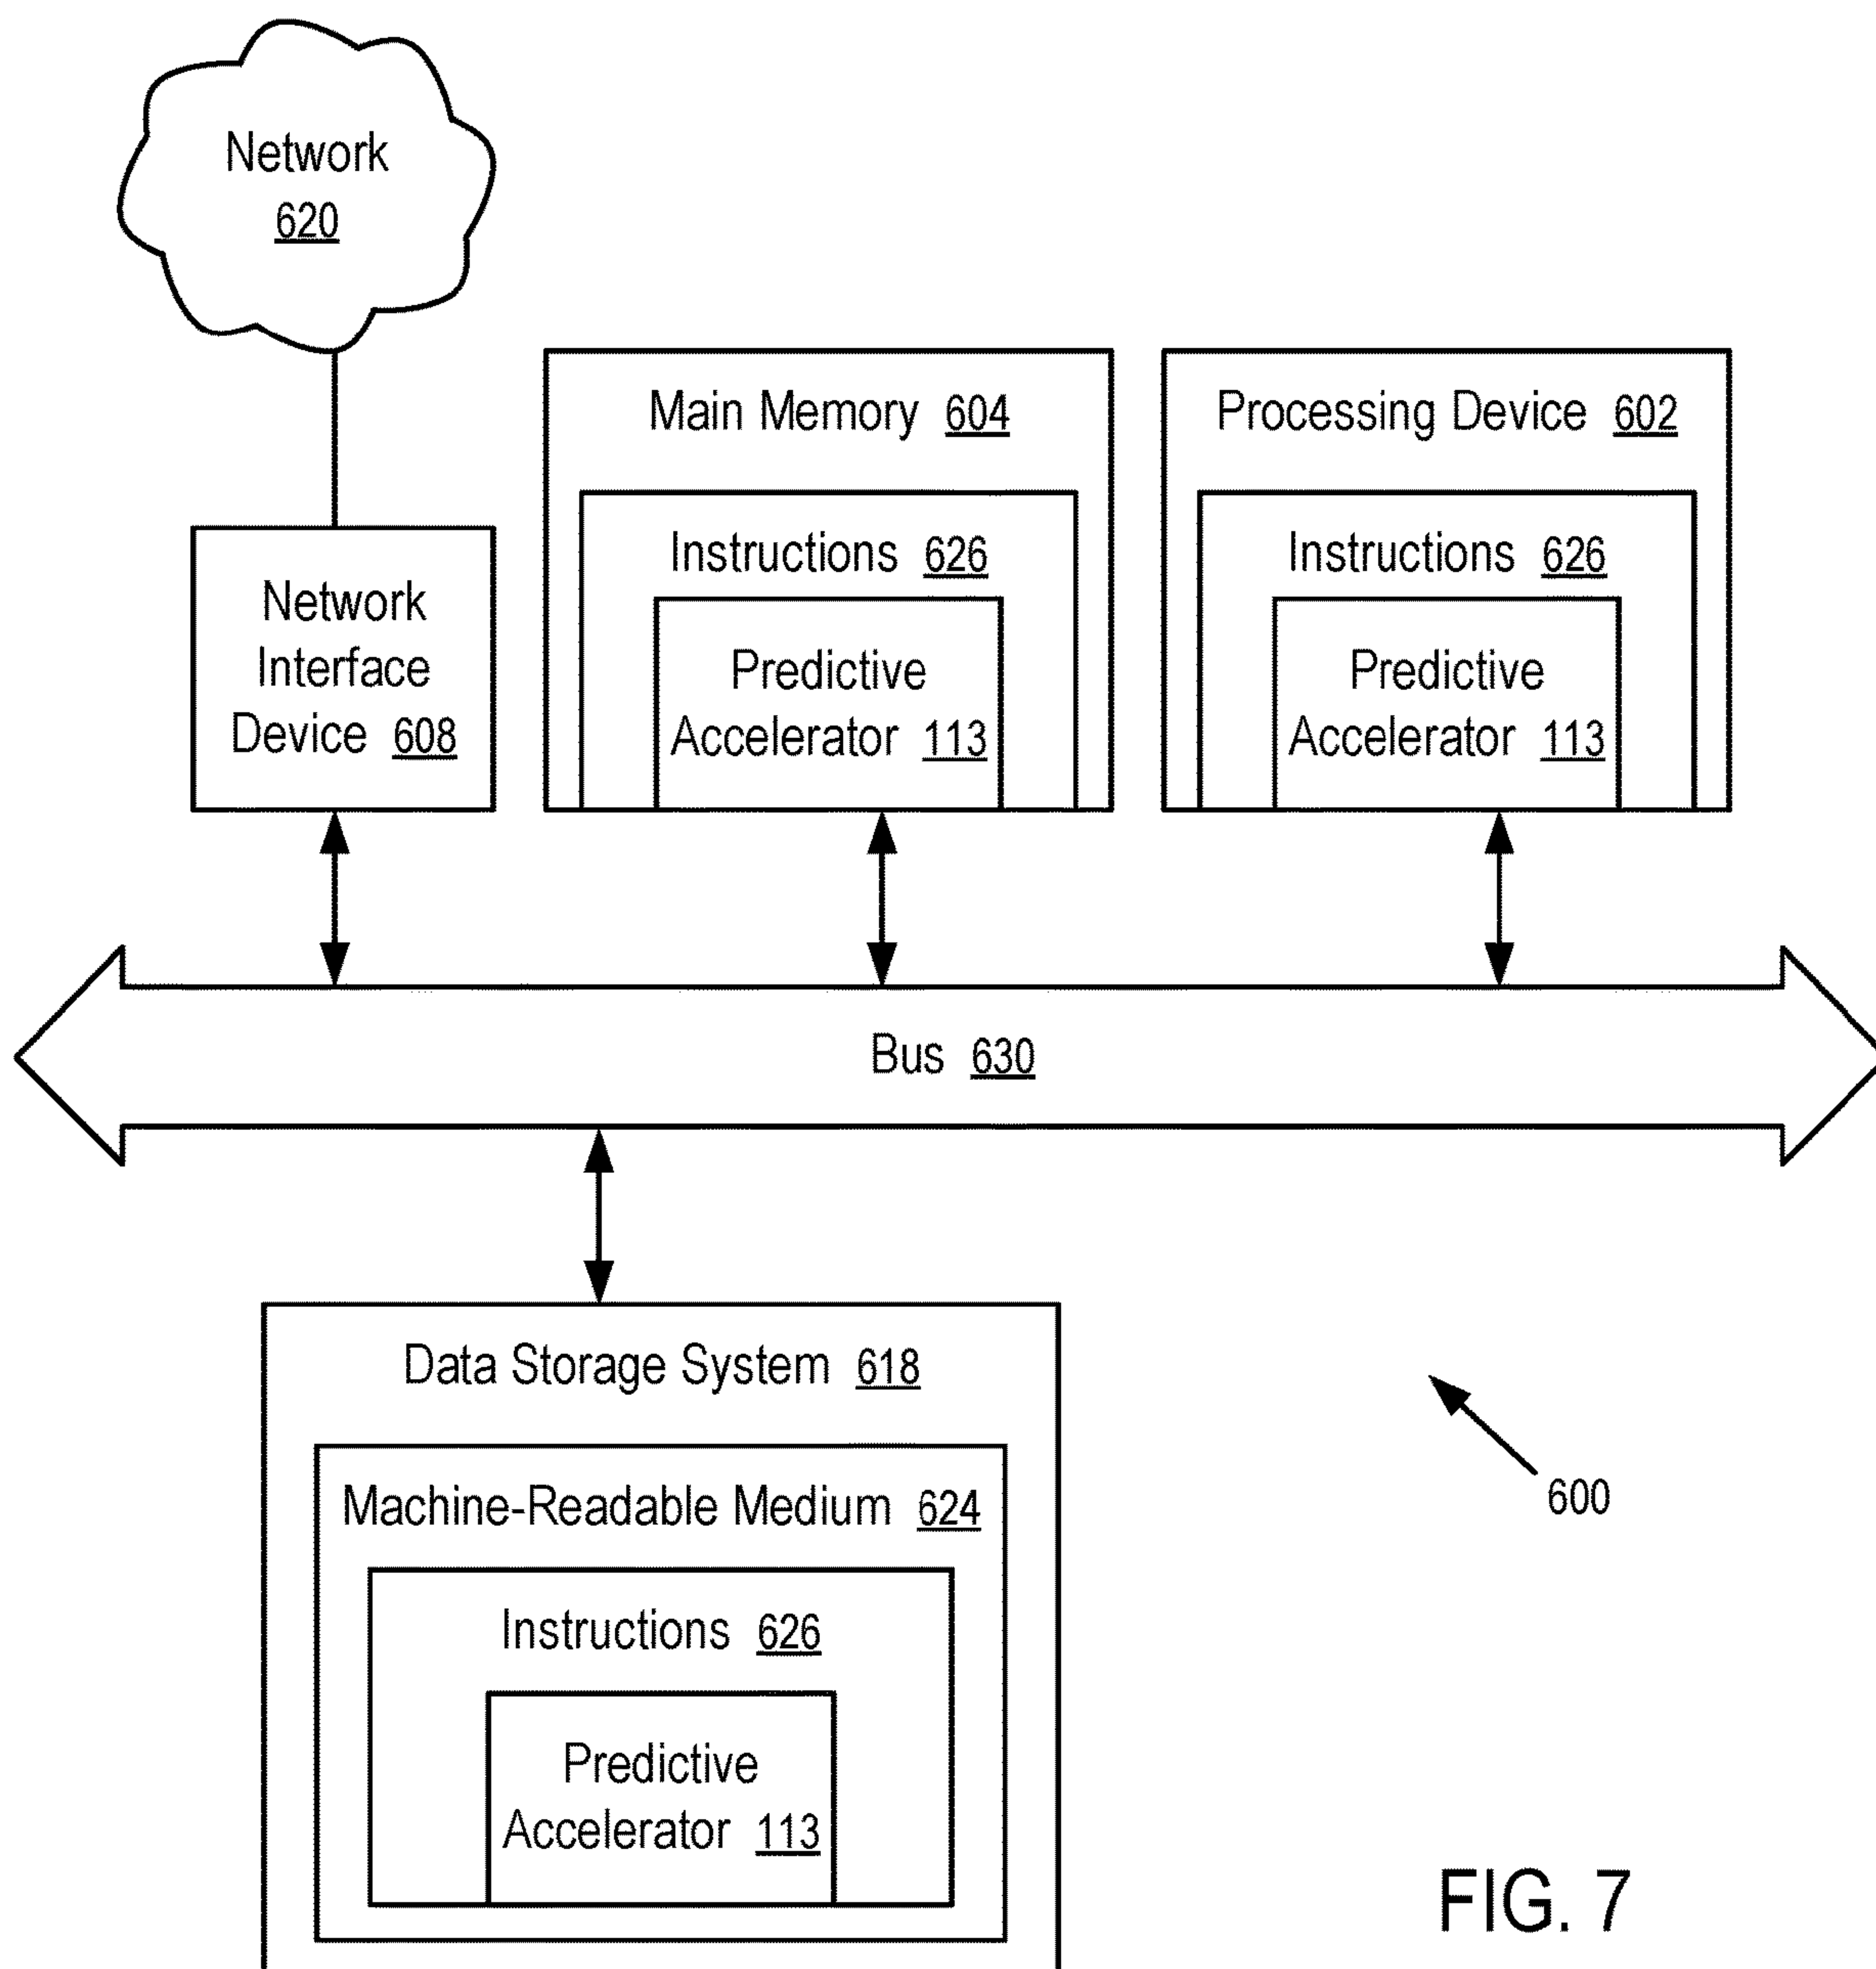 Network
620
Main Memory 604
Processing Device 602
Instructions 626
Instructions 626
Network
Interface
Device 608
Predictive
Accelerator 113
Predictive
Accelerator 113
Bus 630
Data Storage System 618
Machine-Readable Medium 624
600
Instructions 626
Predictive
Accelerator 113
FIG. 7